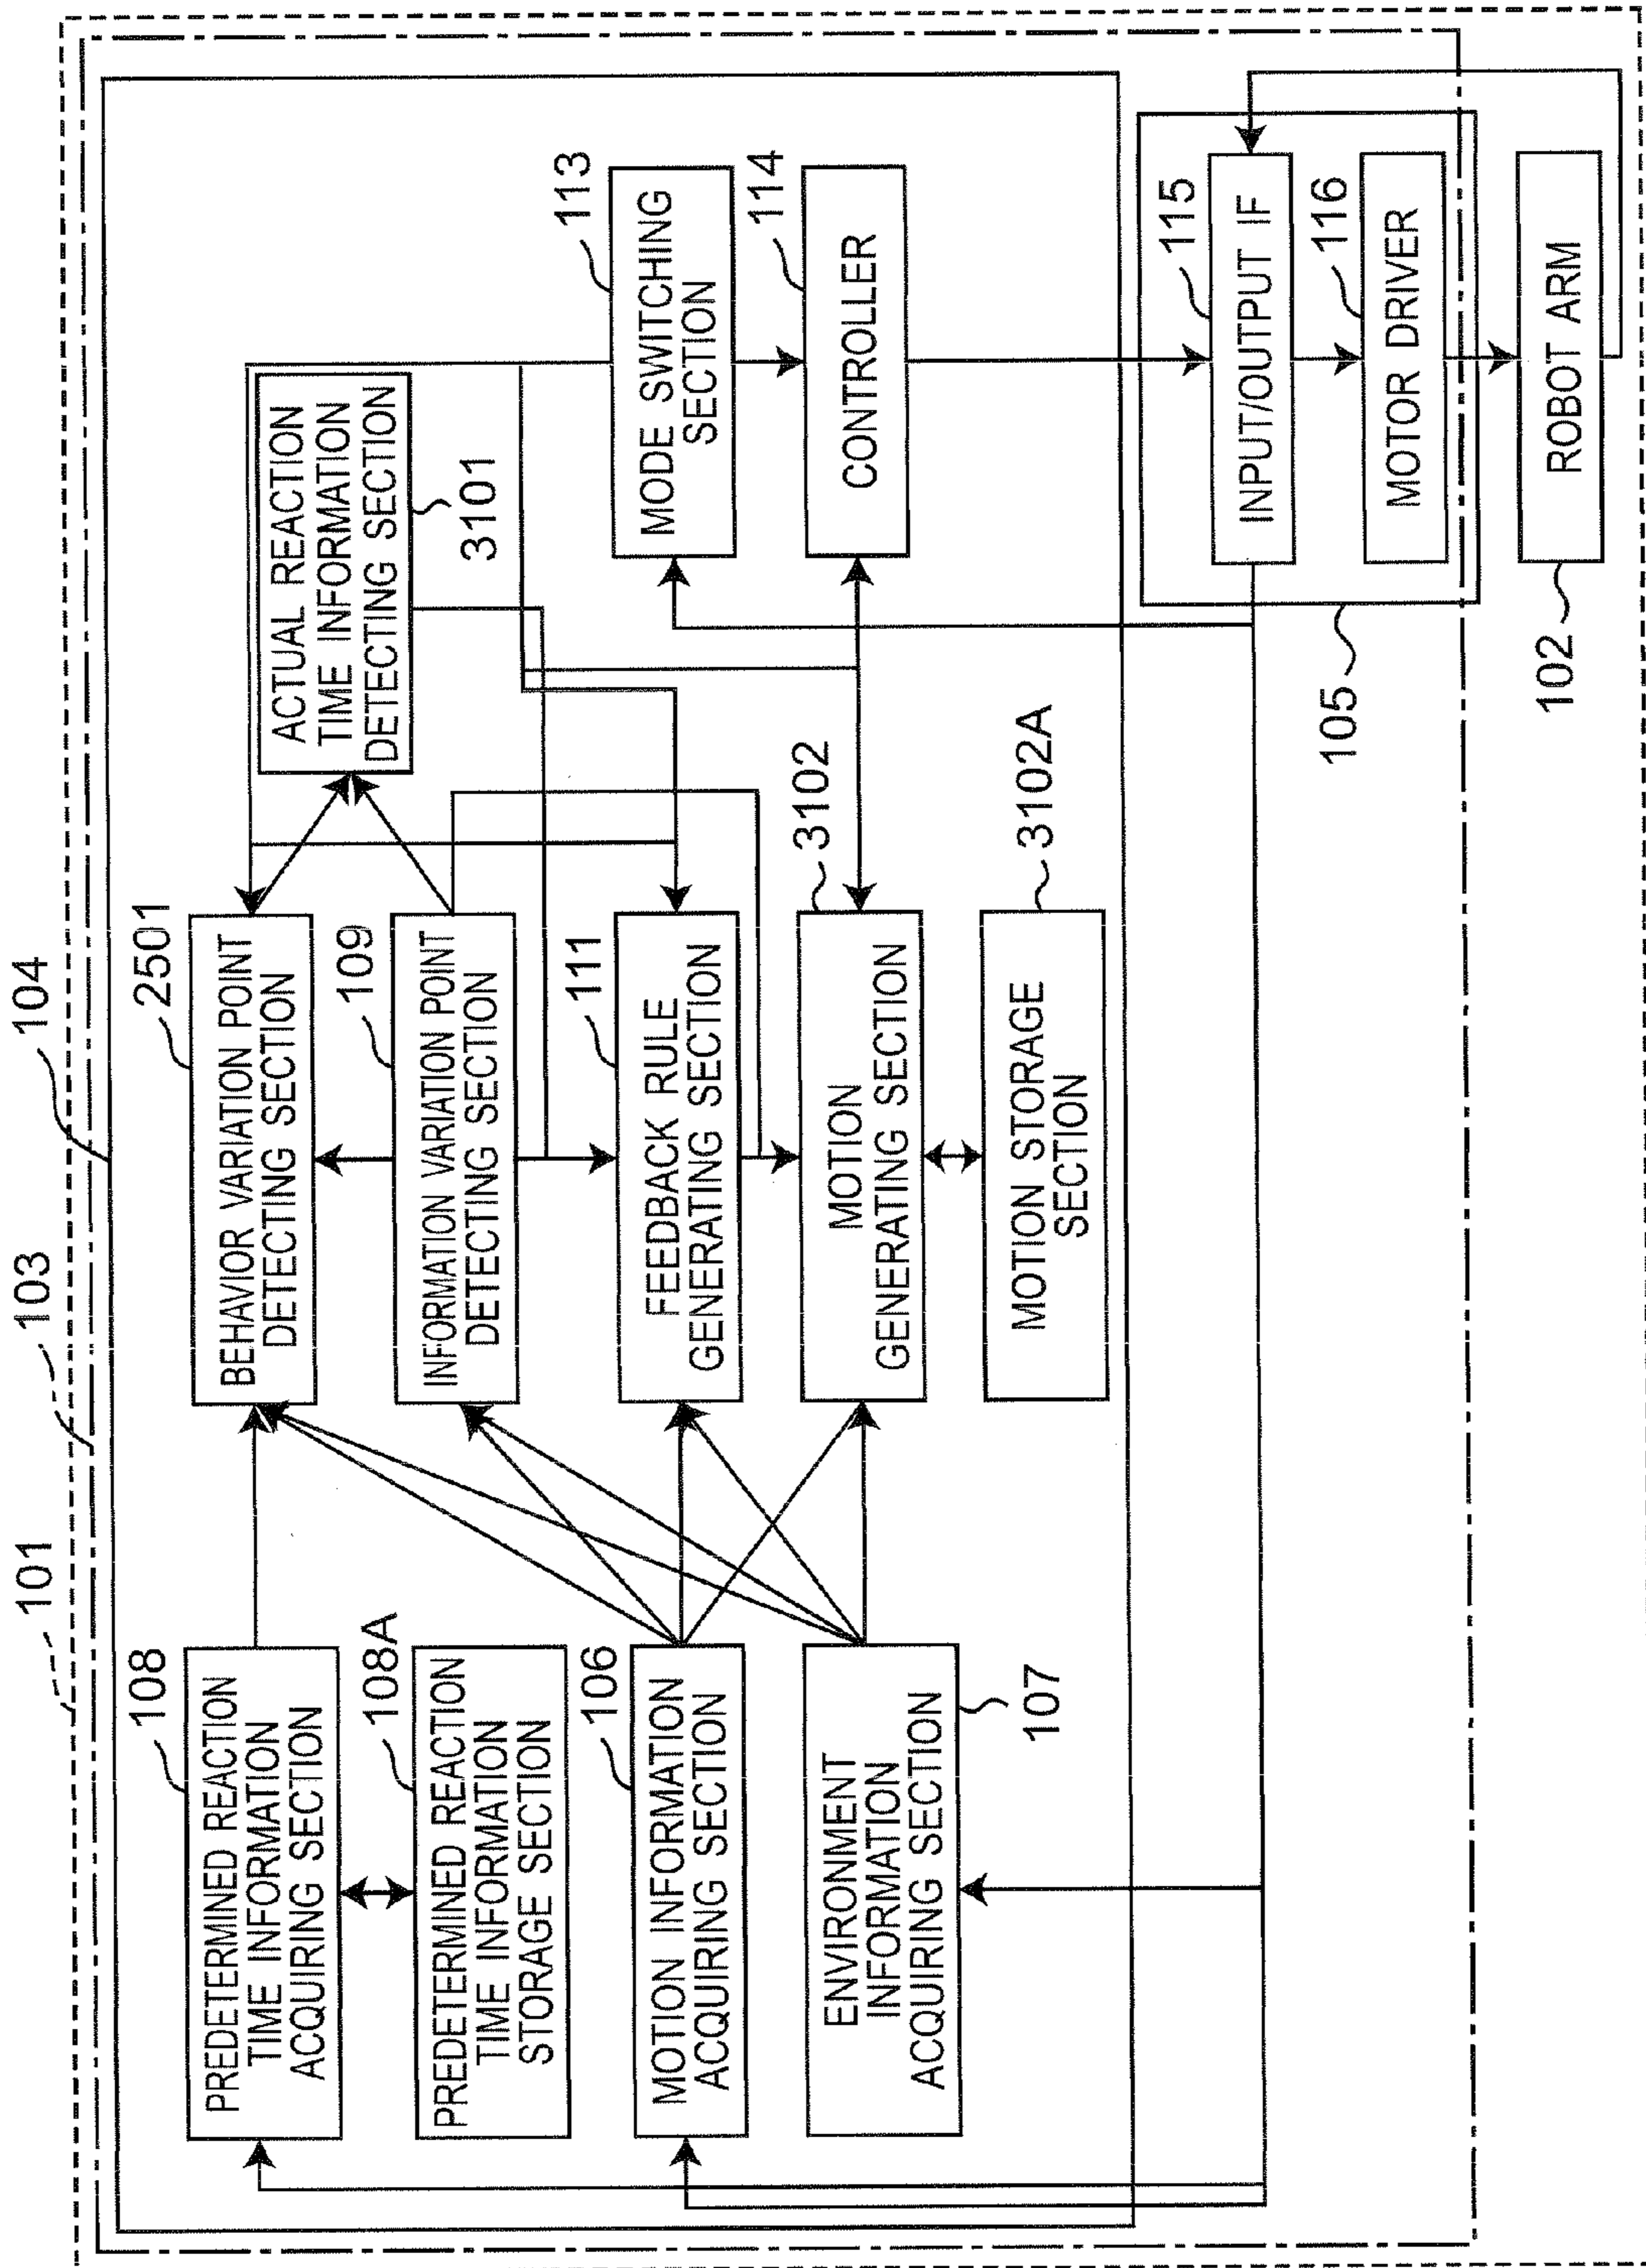 101
103
104
108
PREDETERMINED REACTION
TIME INFORMATION
ACQUIRING SECTION
108A
PREDETERMINED REACTION
TIME INFORMATION
STORAGE SECTION
106
MOTION INFORMATION
ACQUIRING SECTION
ENVIRONMENT
INFORMATION
ACQUIRING SECTION
107
2501
BEHAVIOR VARIATION POINT
DETECTING SECTION
109
INFORMATION VARIATION POINT
DETECTING SECTION
111
FEEDBACK RULE
GENERATING SECTION
3102
MOTION
GENERATING SECTION
3102A
MOTION STORAGE
SECTION
ACTUAL REACTION
TIME INFORMATION
DETECTING SECTION
3101
113
MODE SWITCHING
SECTION
114
CONTROLLER
115
INPUT/OUTPUT IF
116
MOTOR DRIVER
105
ROBOT ARM
102